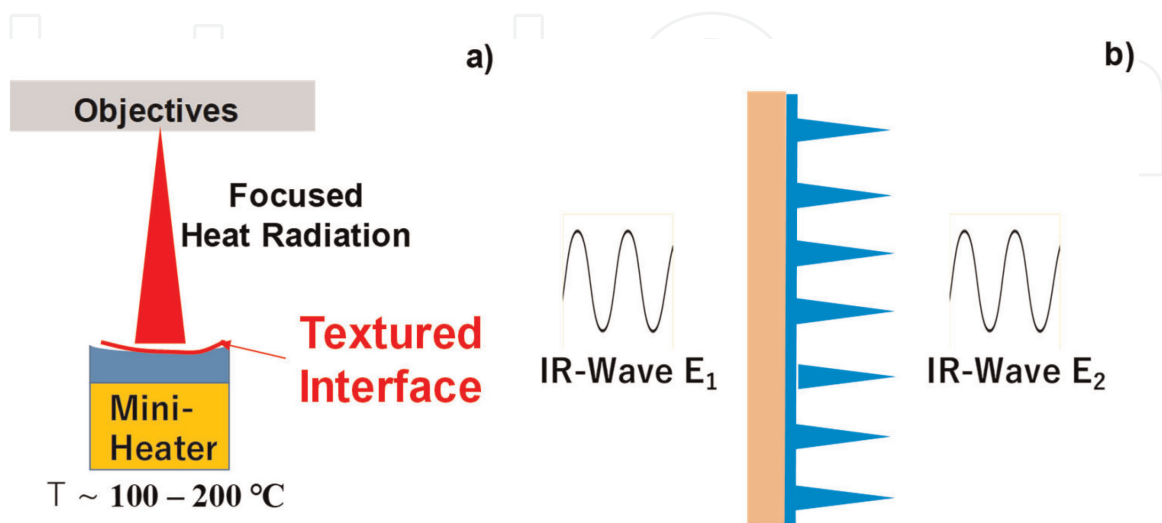 a)
Objectives
Focused
Heat Radiation
Textured
Interface
Mini-
Heater
T ~ 100 – 200 °C
b)
IR-Wave E₁
IR-Wave E₂